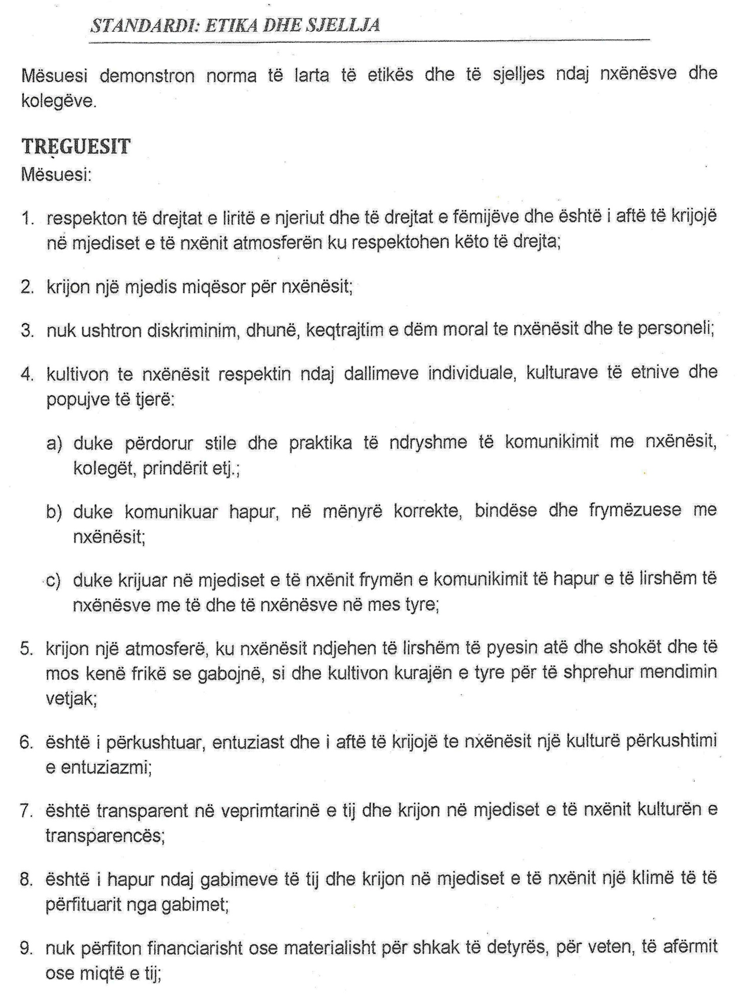 STANDARDI: ETIKA DHE SJELLJA
Mësuesi demonstron norma të larta të etikës dhe të sjelljes ndaj nxënësve dhe
kolegëve.
TREGUESIT
Mësuesi:
1. respekton të drejtat e liritë e njeriut dhe të drejtat e fëmijëve dhe është i aftë të krijojë
në mjediset e të nxënit atmosferën ku respektohen këto të drejta;
2. krijon një mjedis miqësor për nxënësit;
3. nuk ushtron diskriminim, dhunë, keqtrajtim e dëm moral te nxënësit dhe te personeli;
4. kultivon te nxënësit respektin ndaj dallimeve individuale, kulturave të etnive dhe
popujve të tjerë:
a) duke përdorur stile dhe praktika të ndryshme të komunikimit me nxënësit,
kolegët, prindërit etj.;
b) duke komunikuar hapur, në mënyrë korrekte, bindëse dhe frymëzuese me
nxënësit;
c) duke krijuar në mjediset e të nxënit frymën e komunikimit të hapur e të lirshëm të
nxënësve me të dhe të nxënësve në mes tyre;
5. krijon një atmosferë, ku nxënësit ndjehen të lirshëm të pyesin atë dhe shokët dhe të
mos kenë frikë se gabojnë, si dhe kultivon kurajën e tyre për të shprehur mendimin
vetjak;
6. është i përkushtuar, entuziast dhe i aftë të krijojë te nxënësit një kulturë përkushtimi
e entuziazmi;
7. është transparent në veprimtarinë e tij dhe krijon në mjediset e të nxënit kulturën e
transparencës;
8. është i hapur ndaj gabimeve të tij dhe krijon në mjediset e të nxënit një klimë të të
përfituarit nga gabimet;
9. nuk përfiton financiarisht ose materialisht për shkak të detyrës, për veten, të afërmit
ose miqtë e tij;